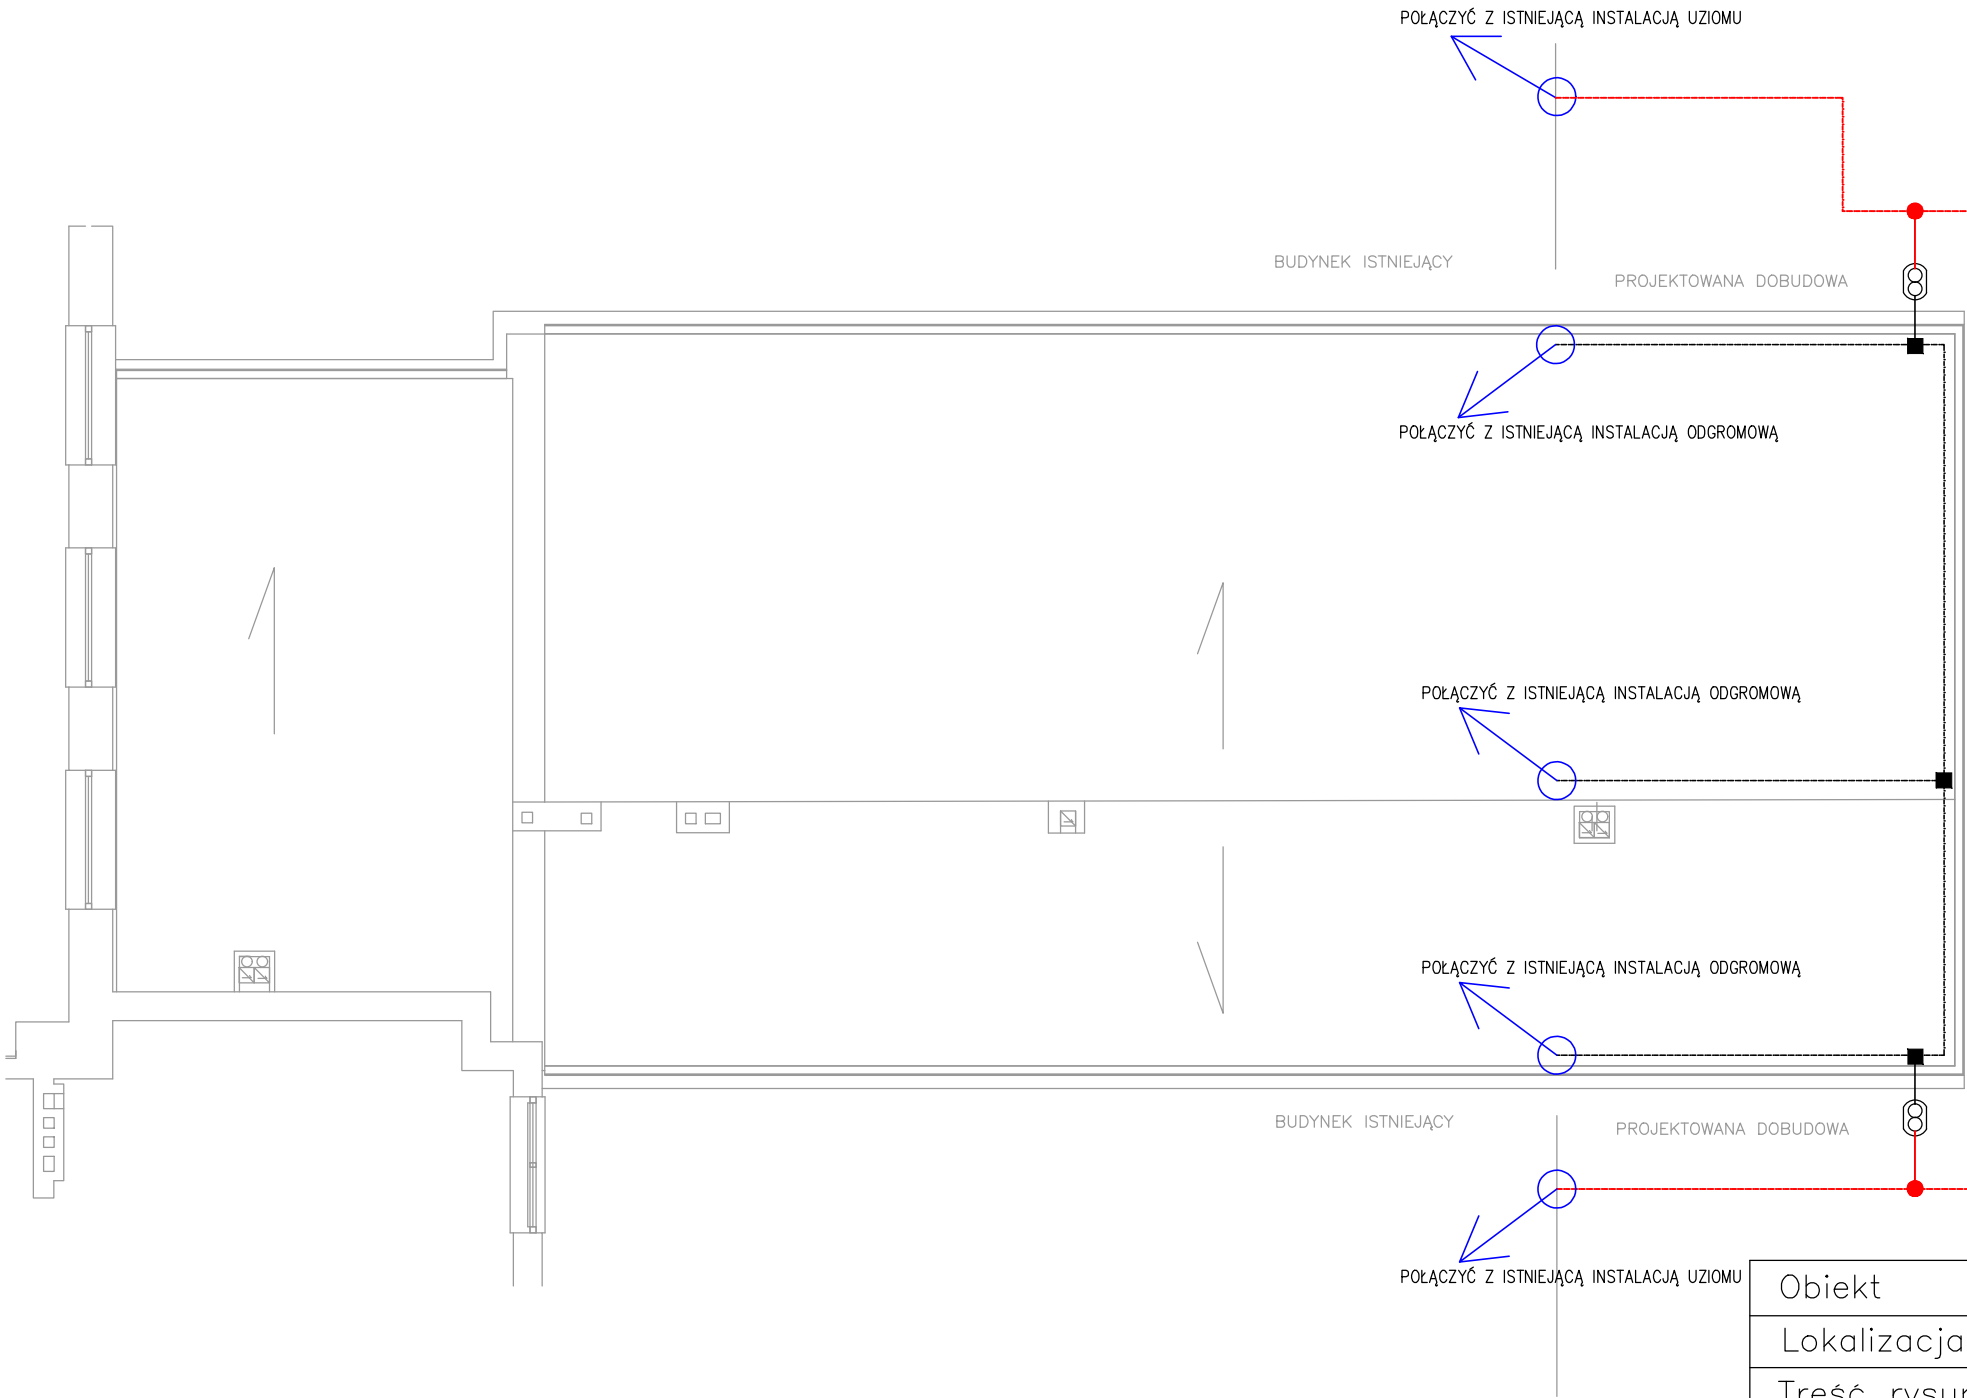 POŁĄCZYĆ Z ISTNIEJĄCĄ INSTALACJĄ UZIOMU
BUDYNEK ISTNIEJĄCY
PROJEKTOWANA DOBUDOWA
POŁĄCZYĆ Z ISTNIEJĄCĄ INSTALACJĄ ODGROMOWĄ
POŁĄCZYĆ Z ISTNIEJĄCĄ INSTALACJĄ ODGROMOWĄ
POŁĄCZYĆ Z ISTNIEJĄCĄ INSTALACJĄ ODGROMOWĄ
BUDYNEK ISTNIEJĄCY
PROJEKTOWANA DOBUDOWA
POŁĄCZYĆ Z ISTNIEJĄCĄ INSTALACJĄ UZIOMU
Obiekt
Lokalizacja
Treść